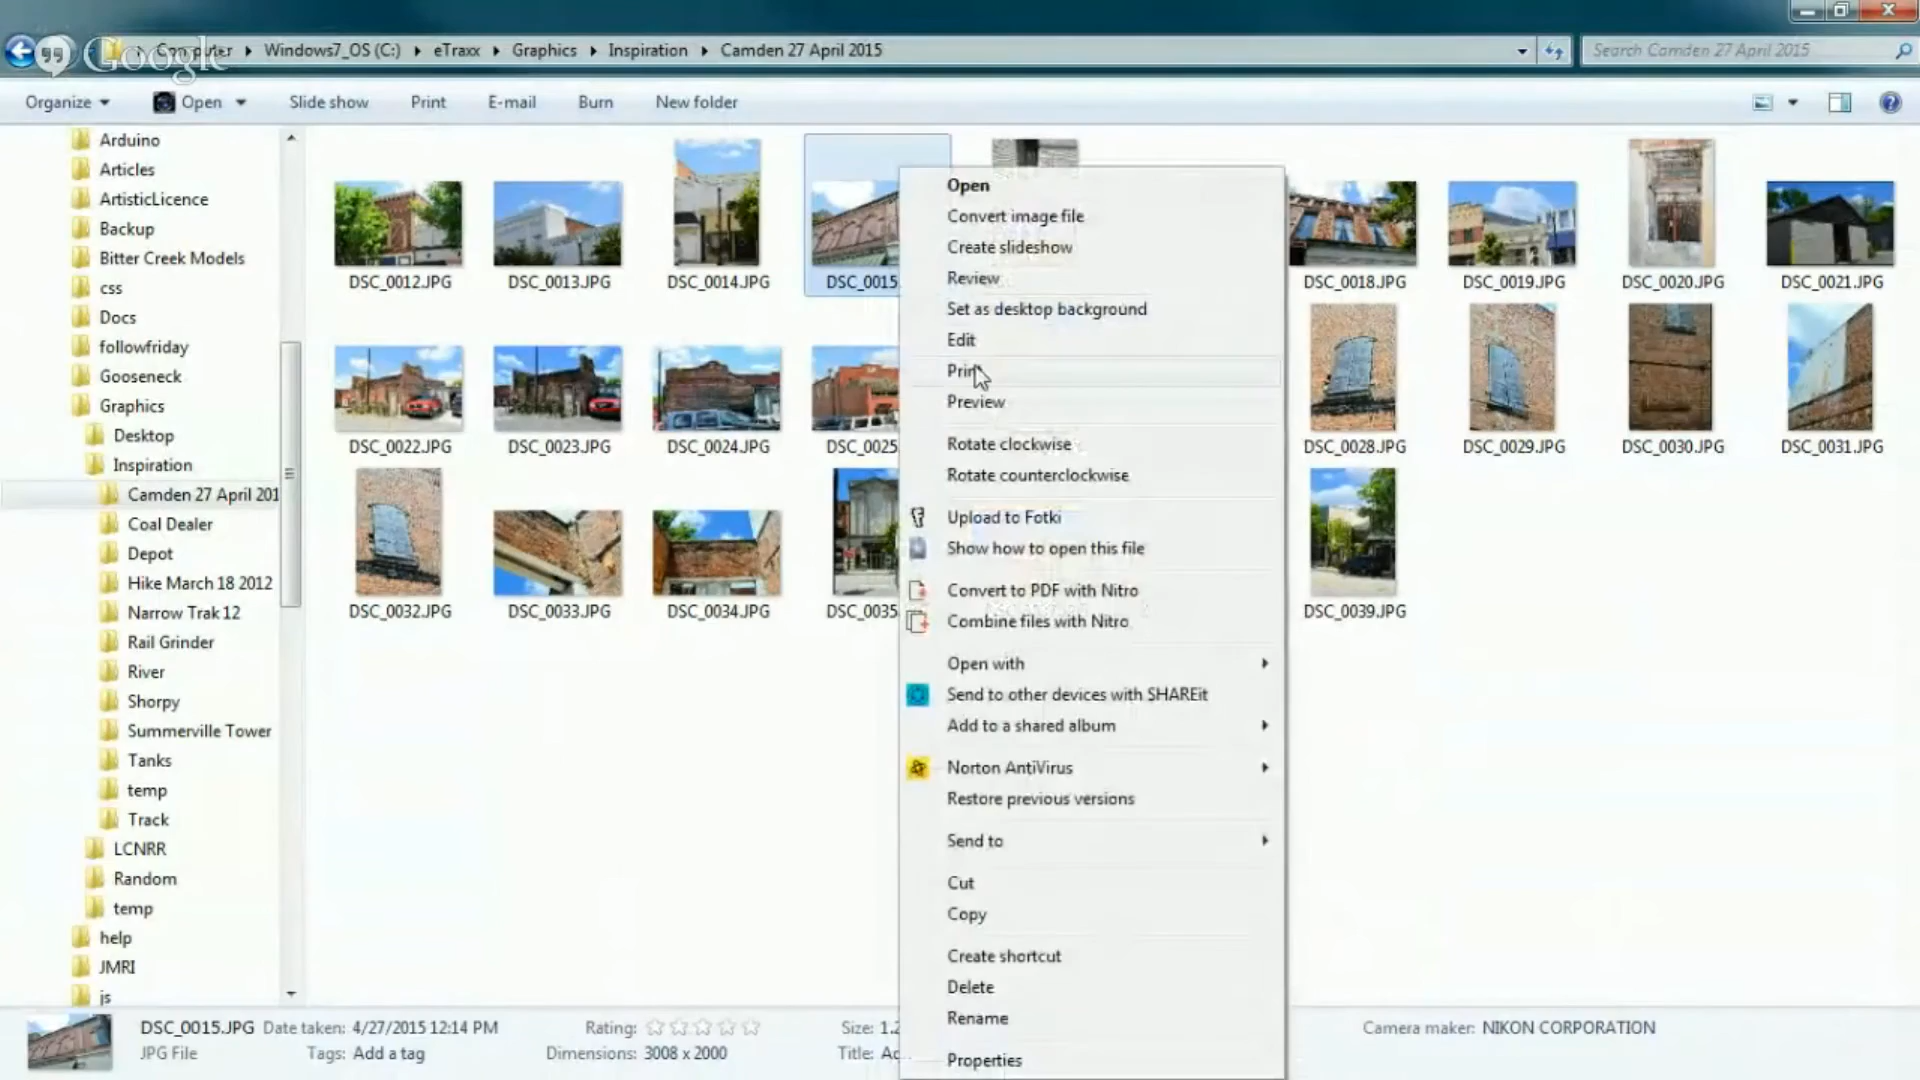 Google
Computer Windows7_OS (C:) eTraxx Graphics Inspiration Camden 27 April 2015
Search Camden 27 April 2015
Organize Open Slide show Print E-mail Burn New folder
Arduino
Articles
ArtisticLicence
Backup
Bitter Creek Models
css
Docs
followfriday
Gooseneck
Graphics
Desktop
Inspiration
Camden 27 April 201
Coal Dealer
Depot
Hike March 18 2012
Narrow Trak 12
Rail Grinder
River
Shorpy
Summerville Tower
Tanks
temp
Track
LCNRR
Random
temp
help
JMRI
js
DSC_0012.JPG DSC_0013.JPG DSC_0014.JPG DSC_0015. DSC_0018.JPG DSC_0019.JPG DSC_0020.JPG DSC_0021.JPG
DSC_0022.JPG DSC_0023.JPG DSC_0024.JPG DSC_0025. DSC_0028.JPG DSC_0029.JPG DSC_0030.JPG DSC_0031.JPG
DSC_0032.JPG DSC_0033.JPG DSC_0034.JPG DSC_0035. DSC_0039.JPG
Open
Convert image file
Create slideshow
Review
Set as desktop background
Edit
Print
Preview
Rotate clockwise
Rotate counterclockwise
Upload to Fotki
Show how to open this file
Convert to PDF with Nitro
Combine files with Nitro
Open with
Send to other devices with SHAREit
Add to a shared album
Norton AntiVirus
Restore previous versions
Send to
Cut
Copy
Create shortcut
Delete
Rename
Properties
DSC_0015.JPG Date taken: 4/27/2015 12:14 PM Rating: Size: 1.2 Camera maker: NIKON CORPORATION
JPG File Tags: Add a tag Dimensions: 3008 x 2000 Title: Ad